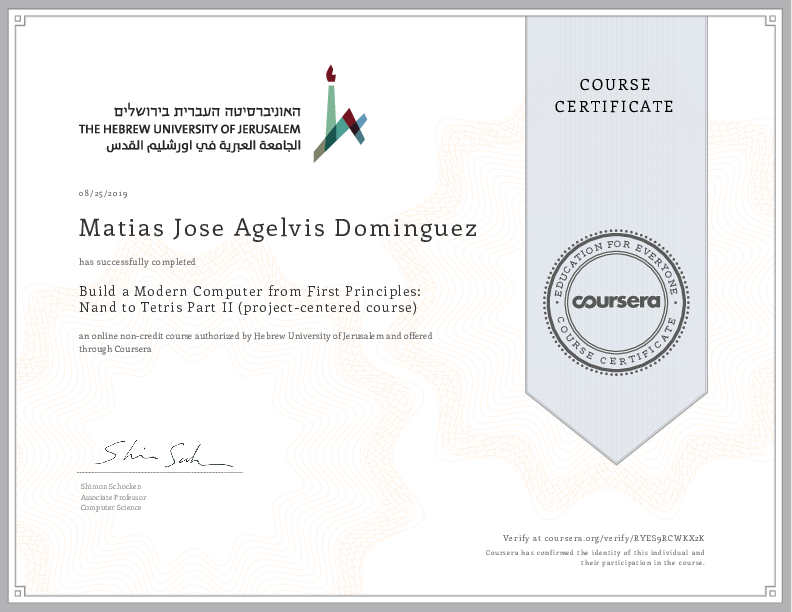 האוניברסיטה העברית בירושלים
THE HEBREW UNIVERSITY OF JERUSALEM
الجامعة العبرية في اورشليم القدس
08/25/2019
Matias Jose Agelvis Dominguez
has successfully completed
Build a Modern Computer from First Principles:
Nand to Tetris Part II (project-centered course)
an online non-credit course authorized by Hebrew University of Jerusalem and offered
through Coursera
Shimon Schocken
Associate Professor
Computer Science
COURSE
CERTIFICATE
EDUCATION FOR EVERYONE
coursera
COURSE CERTIFICATE
Verify at coursera.org/verify/RYES9RCWKX2K
Coursera has confirmed the identity of this individual and
their participation in the course.